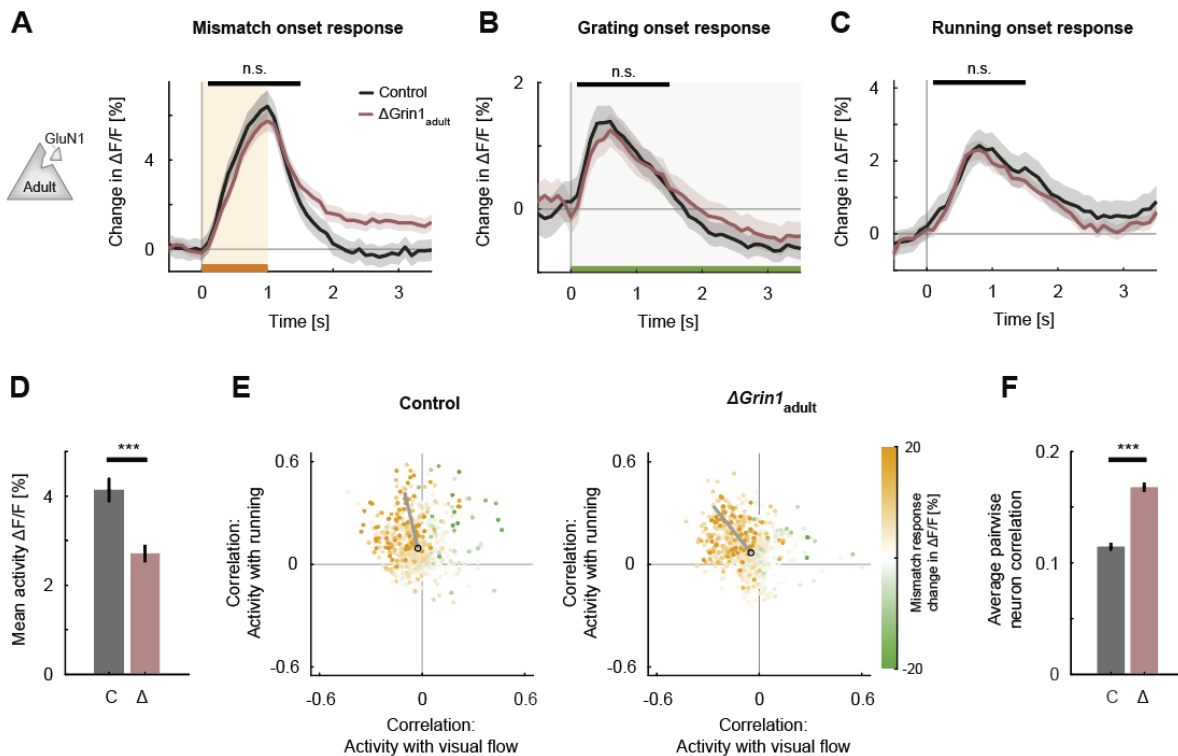 A
Mismatch onset response
n.s.
Control
ΔGrin1adult
GluN1
Adult
Change in ΔF/F [%]
4
0
0
1
2
3
Time [s]
B
Grating onset response
n.s.
Change in ΔF/F [%]
2
0
0
1
2
3
Time [s]
C
Running onset response
n.s.
Change in ΔF/F [%]
4
2
0
0
1
2
3
Time [s]
D
***
Mean activity ΔF/F [%]
4
2
0
C
Δ
E
Control
Correlation:
Activity with running
0.6
0
-0.6
-0.6
0
0.6
Correlation:
Activity with visual flow
ΔGrin1adult
Correlation:
Activity with running
0.6
0
-0.6
-0.6
0
0.6
Correlation:
Activity with visual flow
20
-20
Mismatch response
change in ΔF/F [%]
F
***
Average pairwise
neuron correlation
0.2
0.1
0
C
Δ